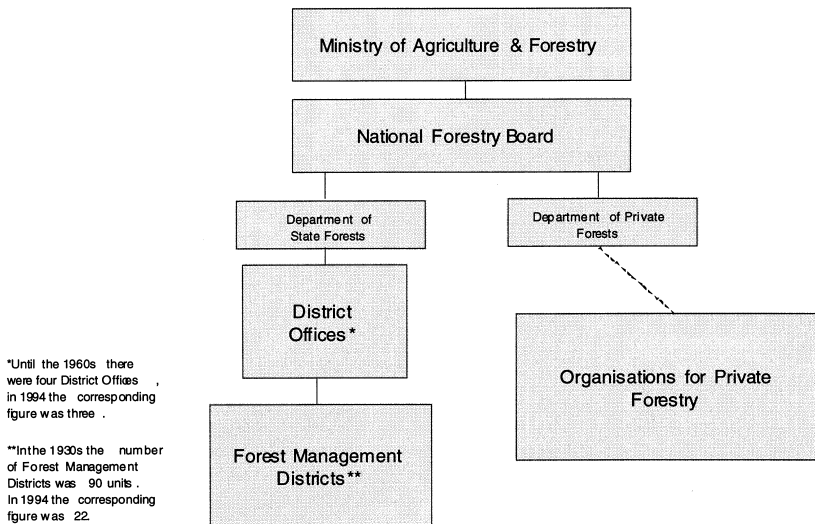 Ministry of Agriculture & Forestry
National Forestry Board
Department of
State Forests
Department of Private
Forests
District
Offices*
Organisations for Private
Forestry
Forest Management
Districts**
*Until the 1960s there
were four District Offices ,
in 1994 the corresponding
figure was three .
**In the 1930s the number
of Forest Management
Districts was 90 units .
In 1994 the corresponding
figure was 22.